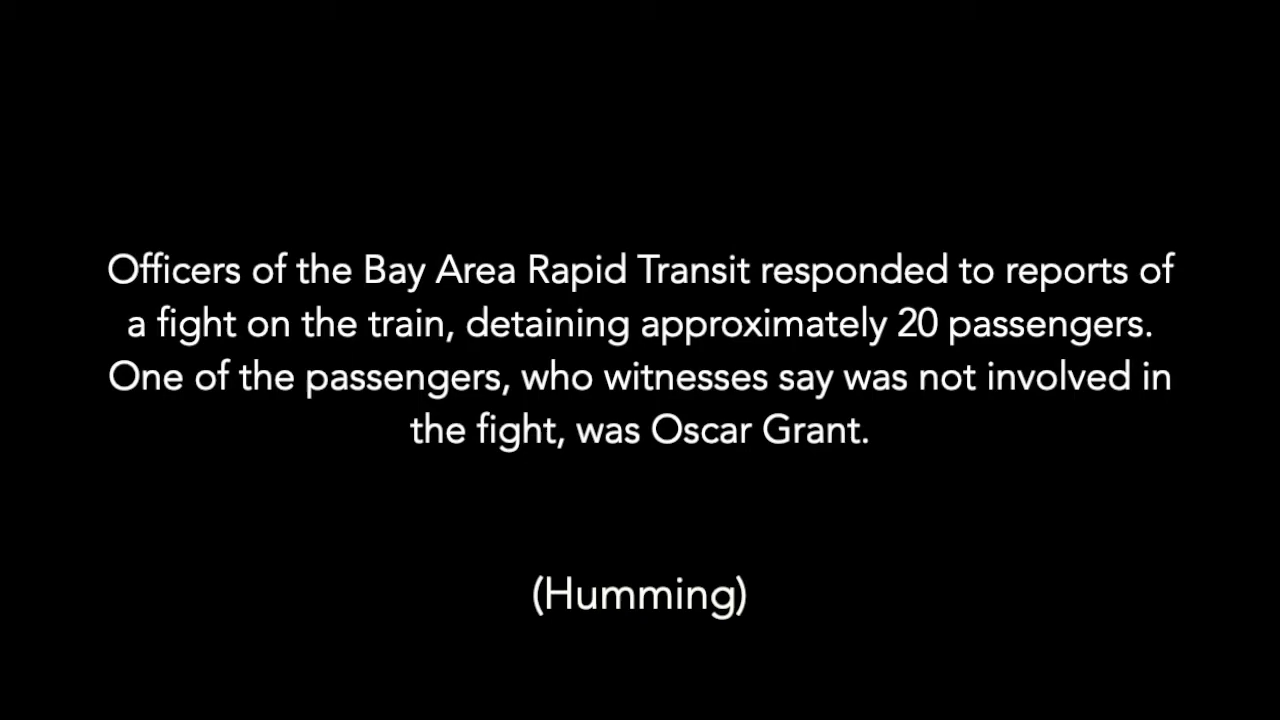 Officers of the Bay Area Rapid Transit responded to reports of
a fight on the train, detaining approximately 20 passengers.
One of the passengers, who witnesses say was not involved in
the fight, was Oscar Grant.
(Humming)